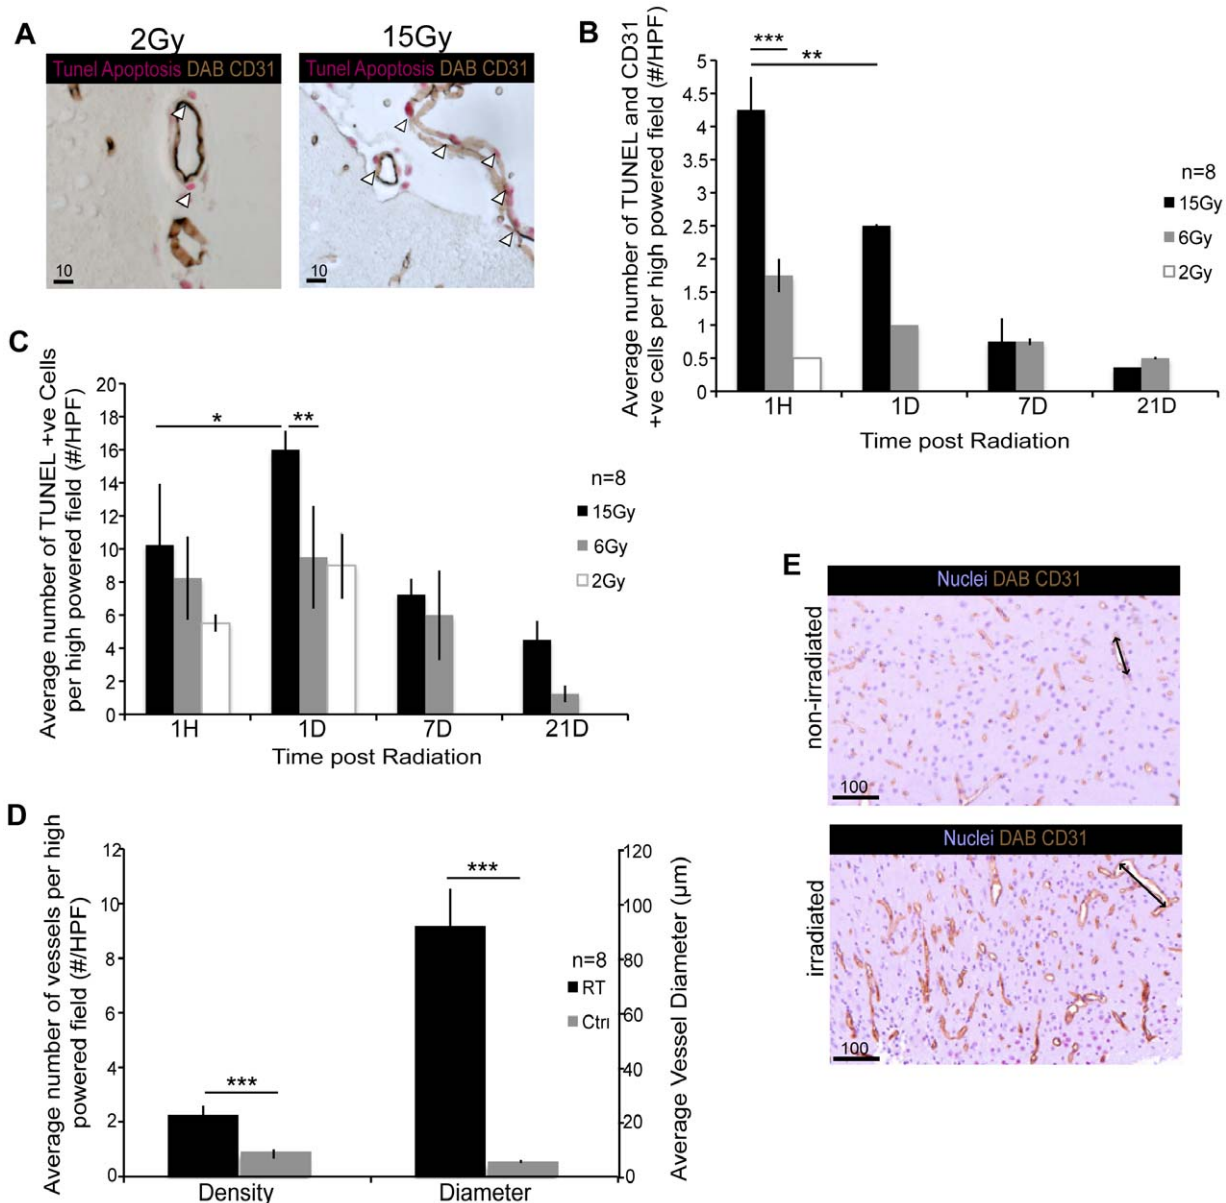 A
2Gy
15Gy
Tunel Apoptosis DAB CD31
Tunel Apoptosis DAB CD31
10
10
B
Average number of TUNEL and CD31
+ve cells per high powered field (#/HPF)
5
4.5
4
3.5
3
2.5
2
1.5
1
0.5
0
***
**
n=8
15Gy
6Gy
2Gy
1H
1D
7D
21D
Time post Radiation
C
Average number of TUNEL +ve Cells
per high powered field (#/HPF)
20
18
16
14
12
10
8
6
4
2
0
*
**
n=8
15Gy
6Gy
2Gy
1H
1D
7D
21D
Time post Radiation
D
Average number of vessels per high
powered field (#/HPF)
12
10
8
6
4
2
0
***
***
120
100
80
60
40
20
0
Average Vessel Diameter (µm)
n=8
RT
Ctrl
Density
Diameter
E
Nuclei DAB CD31
non-irradiated
100
Nuclei DAB CD31
irradiated
100